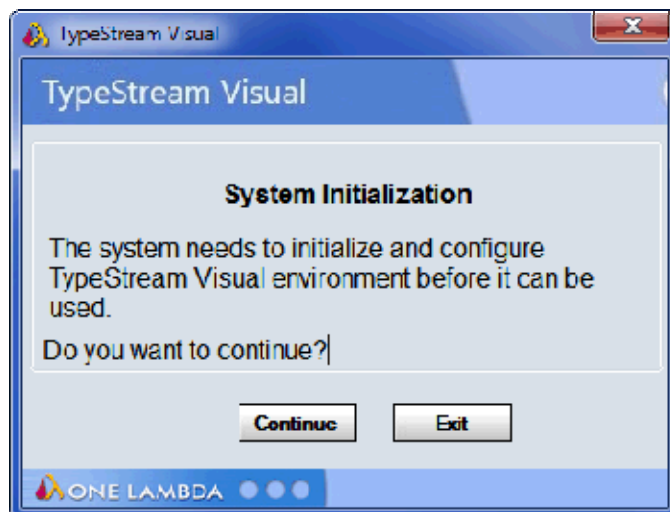 TypeStream Visual
TypeStream Visual
System Initialization
The system needs to initialize and configure
TypeStream Visual environment before it can be
used.
Do you want to continue?
Continue Exit
ONE LAMBDA